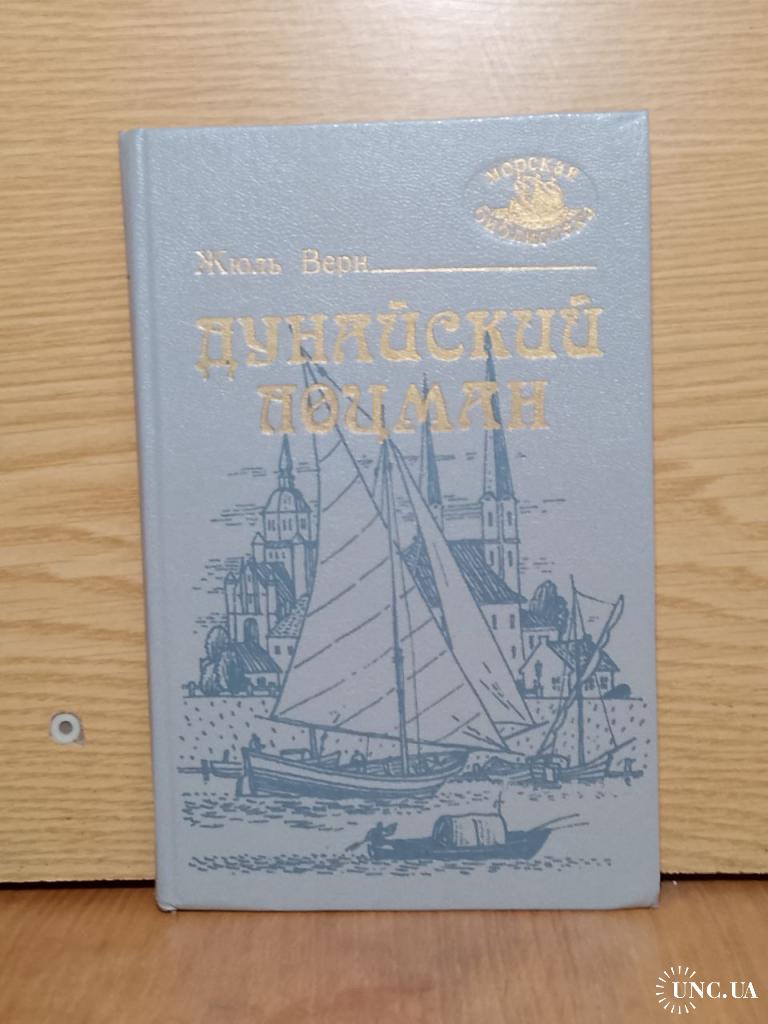 морская
библиотека
Жюль Верн
ДУНАЙСКИЙ
ЛОЦМАН
UNC.UA